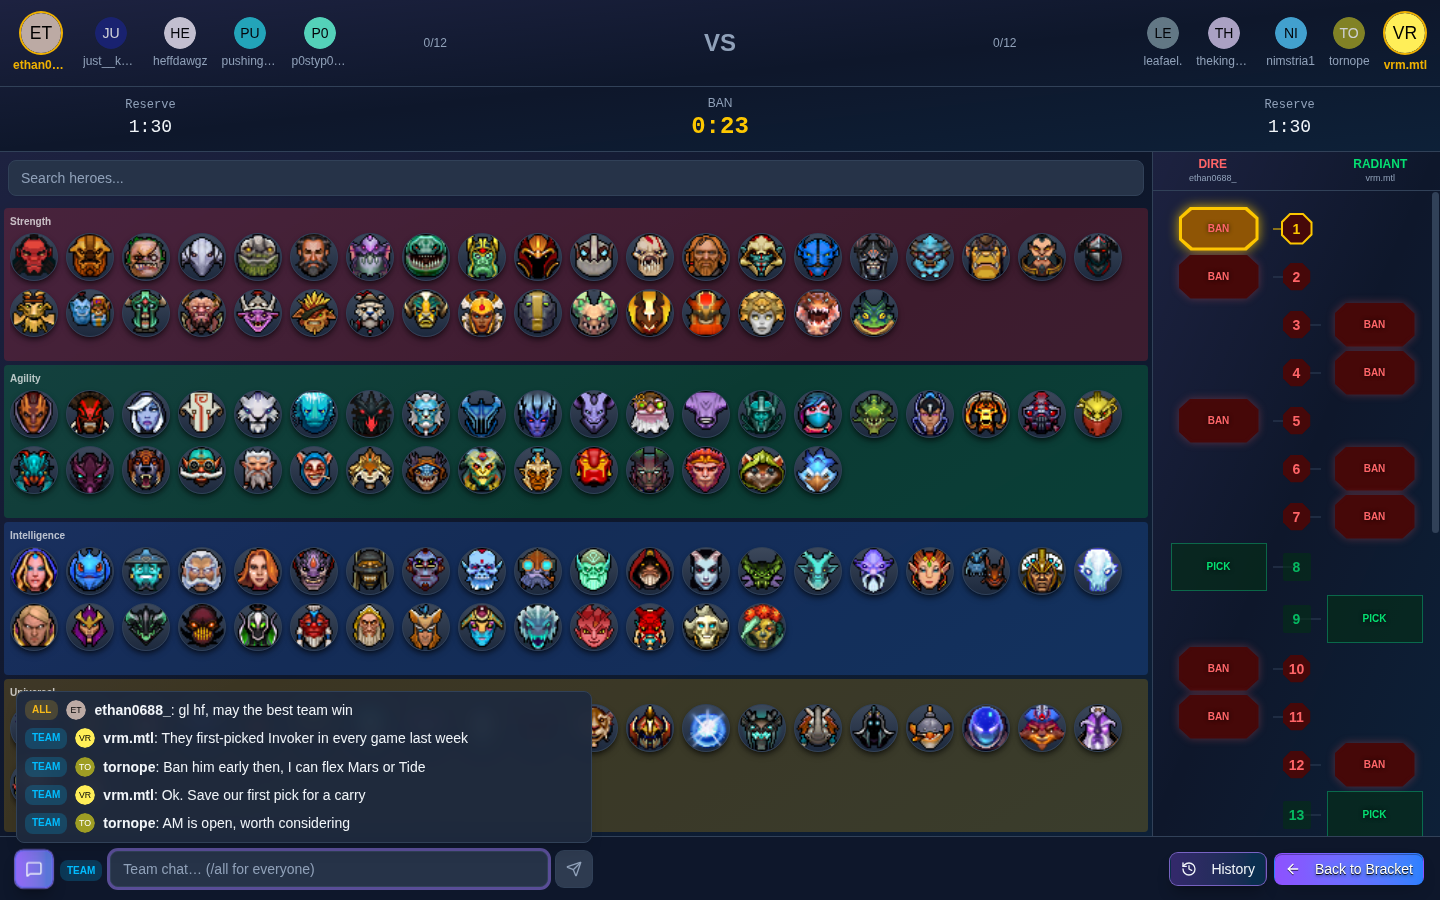 ET
JU
HE
PU
P0
ethan0...
just__k...
heffdawgz
pushing...
p0styp0...
0/12
VS
0/12
LE
TH
NI
TO
VR
leafael.
theking...
nimstria1
tornope
vrm.mtl
Reserve
1:30
BAN
0:23
Reserve
1:30
Search heroes...
DIRE
ethan0688_
RADIANT
vrm.mtl
Strength
Agility
Intelligence
BAN 1
BAN 2
3 BAN
4 BAN
BAN 5
6 BAN
7 BAN
PICK 8
9 PICK
BAN 10
BAN 11
12 BAN
13 PICK
ALL ET ethan0688_: gl hf, may the best team win
TEAM VR vrm.mtl: They first-picked Invoker in every game last week
TEAM TO tornope: Ban him early then, I can flex Mars or Tide
TEAM VR vrm.mtl: Ok. Save our first pick for a carry
TEAM TO tornope: AM is open, worth considering
TEAM
Team chat… (/all for everyone)
History
Back to Bracket